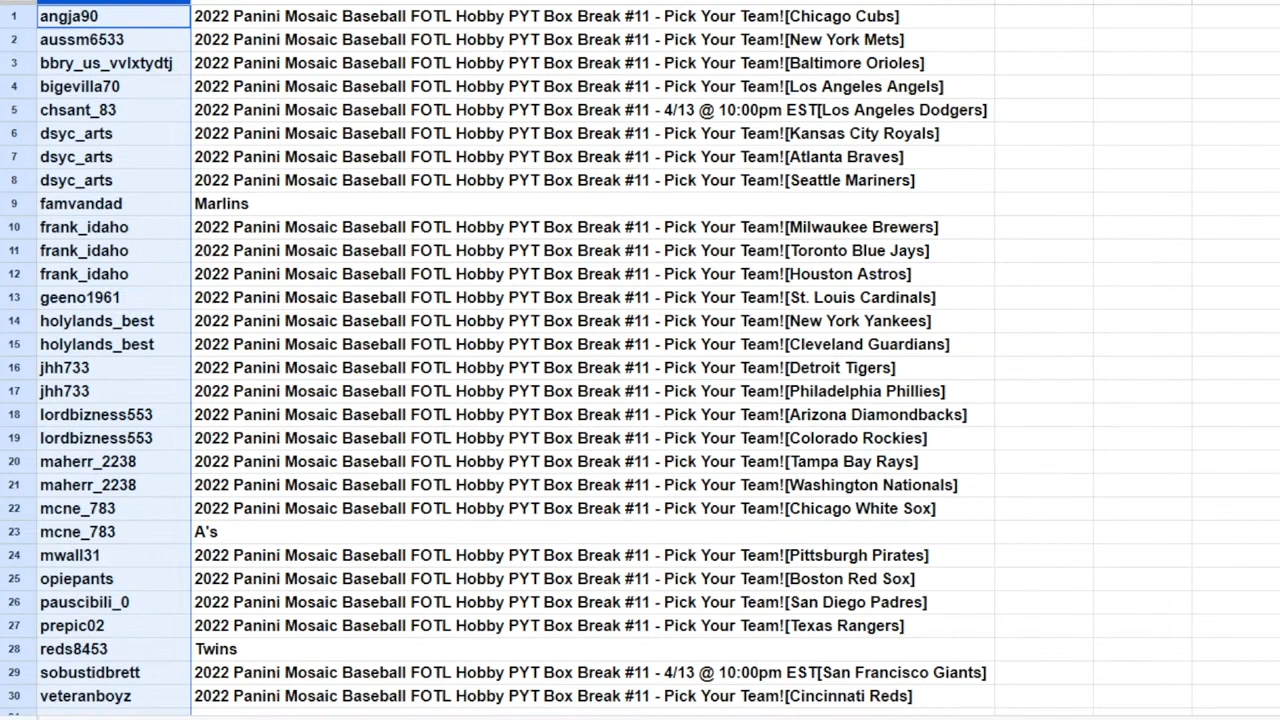 1 angja90 2022 Panini Mosaic Baseball FOTL Hobby PYT Box Break #11 - Pick Your Team![Chicago Cubs]
2 aussm6533 2022 Panini Mosaic Baseball FOTL Hobby PYT Box Break #11 - Pick Your Team![New York Mets]
3 bbry_us_vvlxtydtj 2022 Panini Mosaic Baseball FOTL Hobby PYT Box Break #11 - Pick Your Team![Baltimore Orioles]
4 bigevilla70 2022 Panini Mosaic Baseball FOTL Hobby PYT Box Break #11 - Pick Your Team![Los Angeles Angels]
5 chsant_83 2022 Panini Mosaic Baseball FOTL Hobby PYT Box Break #11 - 4/13 @ 10:00pm EST[Los Angeles Dodgers]
6 dsyc_arts 2022 Panini Mosaic Baseball FOTL Hobby PYT Box Break #11 - Pick Your Team![Kansas City Royals]
7 dsyc_arts 2022 Panini Mosaic Baseball FOTL Hobby PYT Box Break #11 - Pick Your Team![Atlanta Braves]
8 dsyc_arts 2022 Panini Mosaic Baseball FOTL Hobby PYT Box Break #11 - Pick Your Team![Seattle Mariners]
9 famvandad Marlins
10 frank_idaho 2022 Panini Mosaic Baseball FOTL Hobby PYT Box Break #11 - Pick Your Team![Milwaukee Brewers]
11 frank_idaho 2022 Panini Mosaic Baseball FOTL Hobby PYT Box Break #11 - Pick Your Team![Toronto Blue Jays]
12 frank_idaho 2022 Panini Mosaic Baseball FOTL Hobby PYT Box Break #11 - Pick Your Team![Houston Astros]
13 geeno1961 2022 Panini Mosaic Baseball FOTL Hobby PYT Box Break #11 - Pick Your Team![St. Louis Cardinals]
14 holylands_best 2022 Panini Mosaic Baseball FOTL Hobby PYT Box Break #11 - Pick Your Team![New York Yankees]
15 holylands_best 2022 Panini Mosaic Baseball FOTL Hobby PYT Box Break #11 - Pick Your Team![Cleveland Guardians]
16 jhh733 2022 Panini Mosaic Baseball FOTL Hobby PYT Box Break #11 - Pick Your Team![Detroit Tigers]
17 jhh733 2022 Panini Mosaic Baseball FOTL Hobby PYT Box Break #11 - Pick Your Team![Philadelphia Phillies]
18 lordbizness553 2022 Panini Mosaic Baseball FOTL Hobby PYT Box Break #11 - Pick Your Team![Arizona Diamondbacks]
19 lordbizness553 2022 Panini Mosaic Baseball FOTL Hobby PYT Box Break #11 - Pick Your Team![Colorado Rockies]
20 maherr_2238 2022 Panini Mosaic Baseball FOTL Hobby PYT Box Break #11 - Pick Your Team![Tampa Bay Rays]
21 maherr_2238 2022 Panini Mosaic Baseball FOTL Hobby PYT Box Break #11 - Pick Your Team![Washington Nationals]
22 mcne_783 2022 Panini Mosaic Baseball FOTL Hobby PYT Box Break #11 - Pick Your Team![Chicago White Sox]
23 mcne_783 A's
24 mwall31 2022 Panini Mosaic Baseball FOTL Hobby PYT Box Break #11 - Pick Your Team![Pittsburgh Pirates]
25 opiepants 2022 Panini Mosaic Baseball FOTL Hobby PYT Box Break #11 - Pick Your Team![Boston Red Sox]
26 pauscibili_0 2022 Panini Mosaic Baseball FOTL Hobby PYT Box Break #11 - Pick Your Team![San Diego Padres]
27 prepic02 2022 Panini Mosaic Baseball FOTL Hobby PYT Box Break #11 - Pick Your Team![Texas Rangers]
28 reds8453 Twins
29 sobustidbrett 2022 Panini Mosaic Baseball FOTL Hobby PYT Box Break #11 - 4/13 @ 10:00pm EST[San Francisco Giants]
30 veteranboyz 2022 Panini Mosaic Baseball FOTL Hobby PYT Box Break #11 - Pick Your Team![Cincinnati Reds]